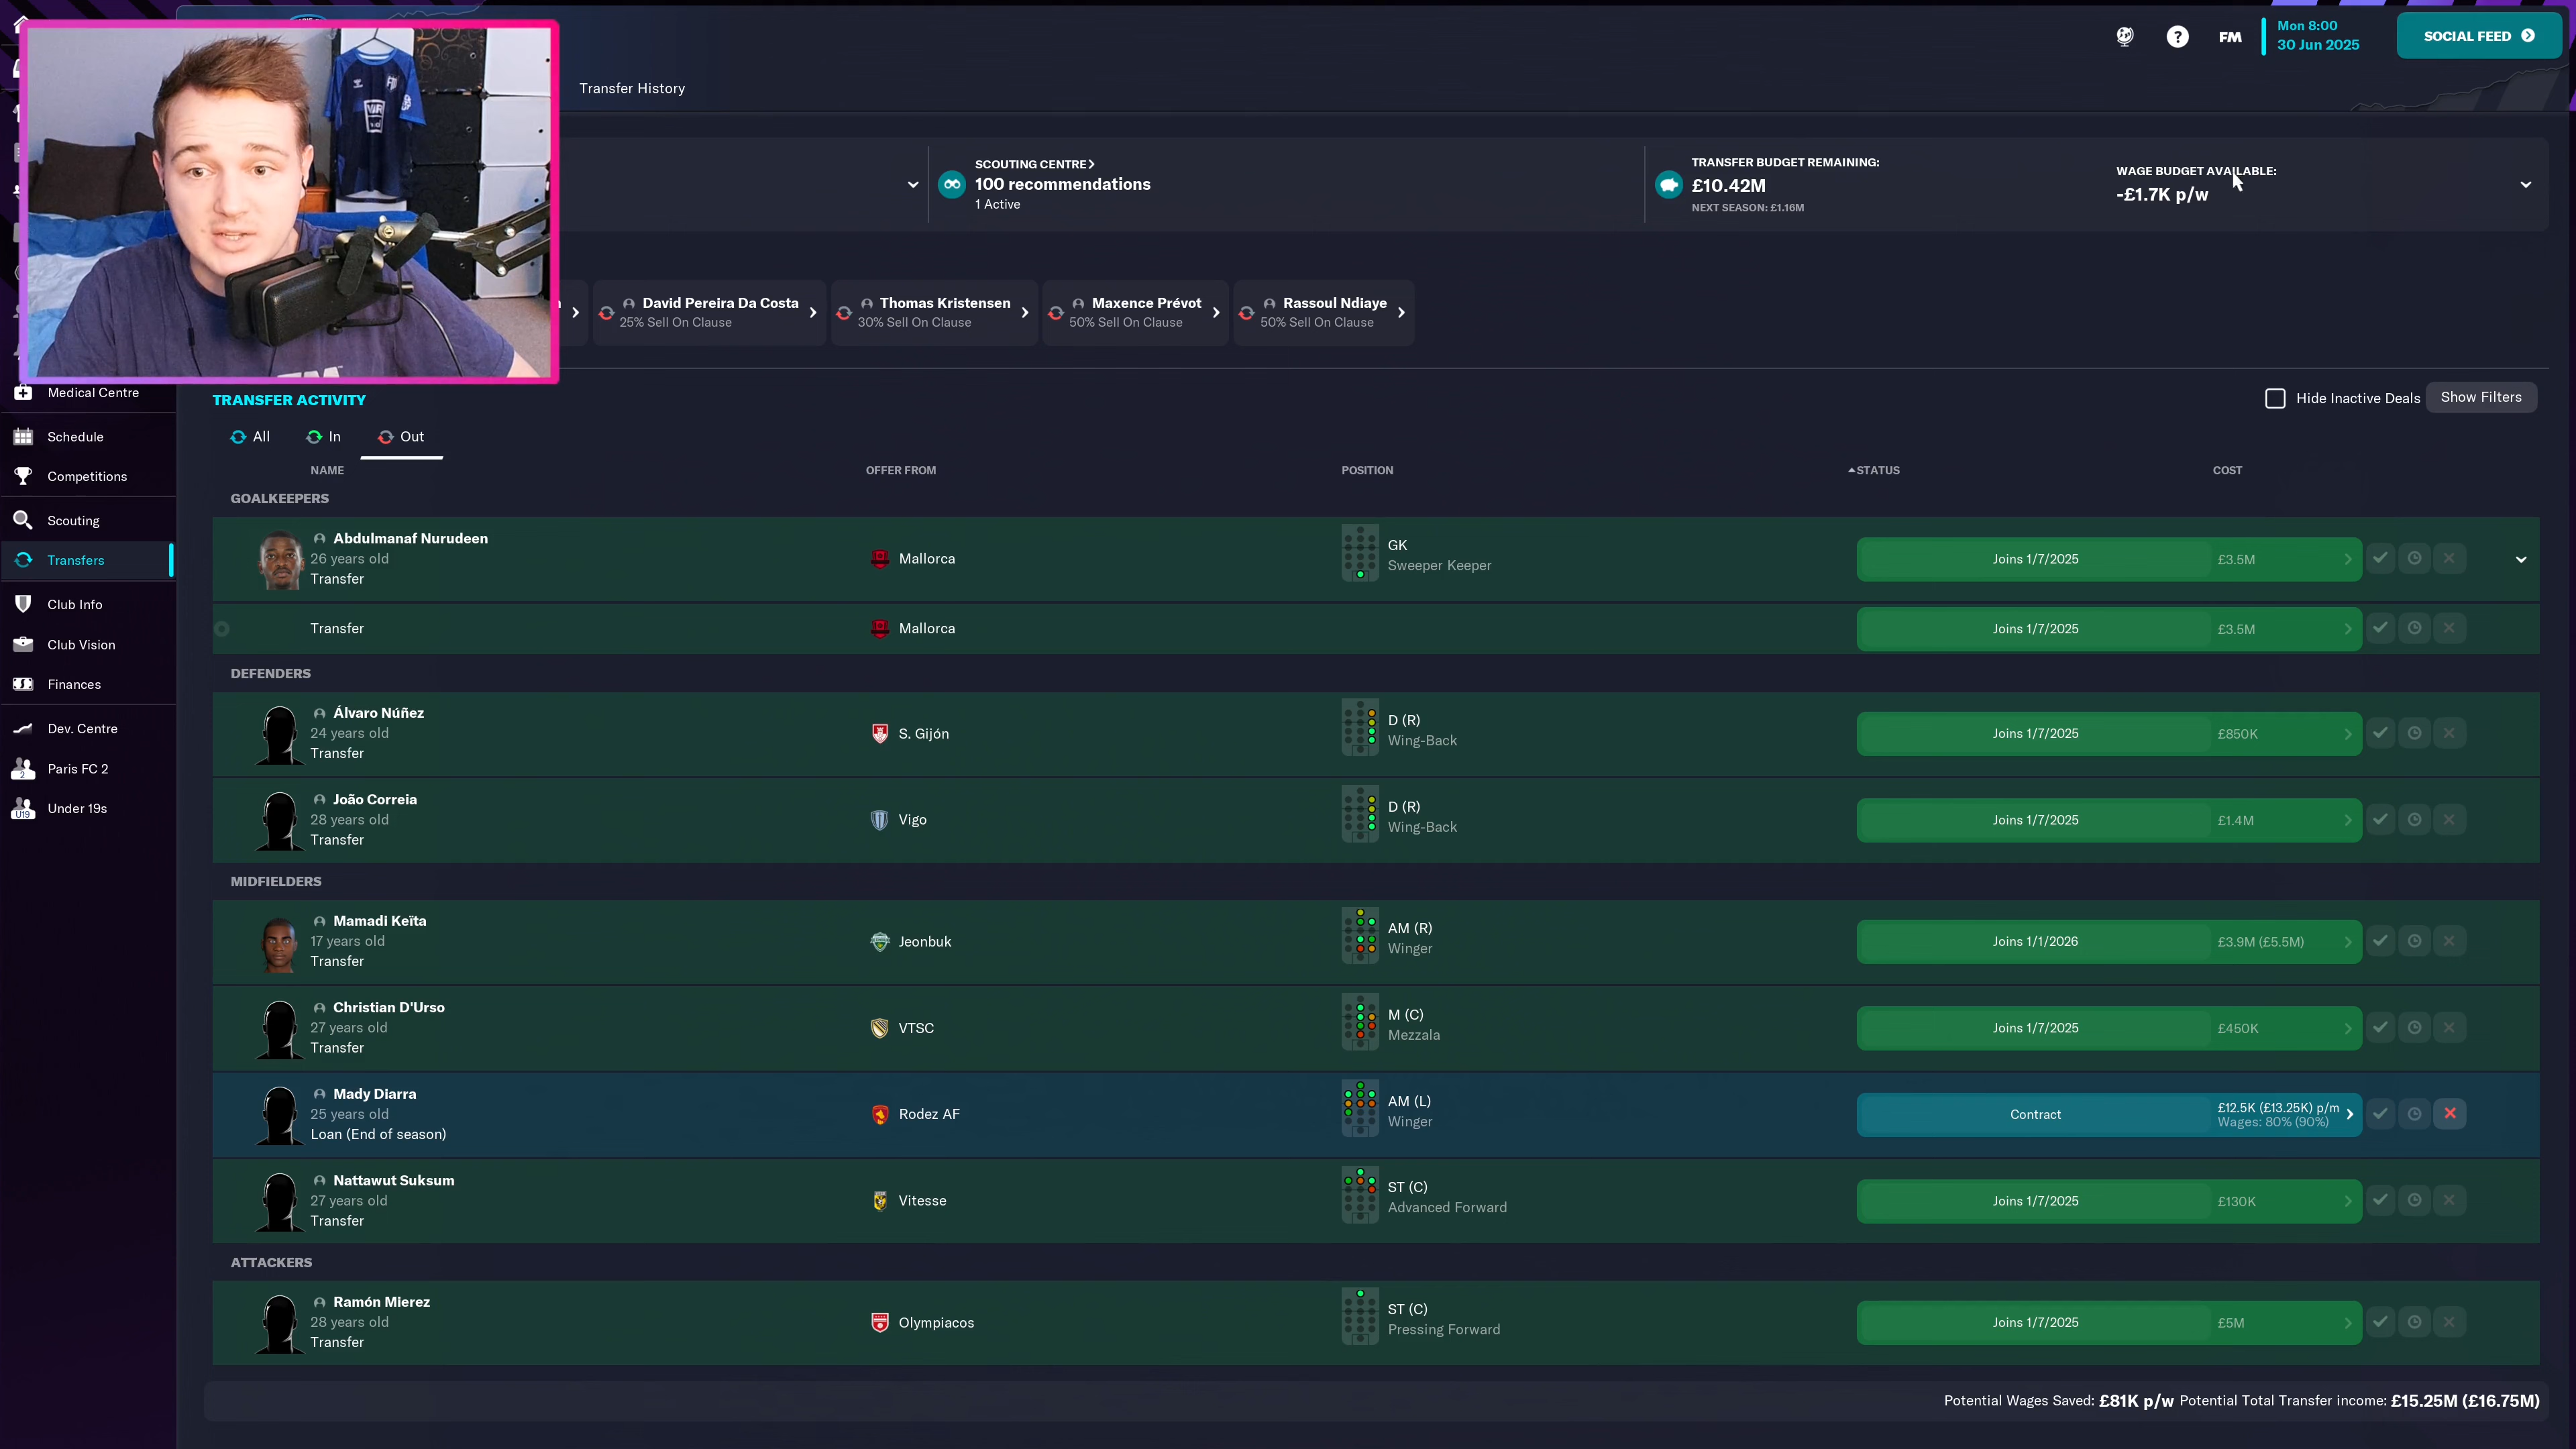 Mon 8:00
30 Jun 2025
SOCIAL FEED
FM
Transfer History
SCOUTING CENTRE
100 recommendations
1 Active
TRANSFER BUDGET REMAINING:
£10.42M
NEXT SEASON: £1.16M
WAGE BUDGET AVAILABLE:
-£1.7K p/w
David Pereira Da Costa
25% Sell On Clause
Thomas Kristensen
30% Sell On Clause
Maxence Prévot
50% Sell On Clause
Rassoul Ndiaye
50% Sell On Clause
Medical Centre
Schedule
Competitions
Scouting
Transfers
Club Info
Club Vision
Finances
Dev. Centre
2 Paris FC 2
U19 Under 19s
TRANSFER ACTIVITY
Hide Inactive Deals
Show Filters
All In Out
NAME OFFER FROM POSITION STATUS COST
GOALKEEPERS
Abdulmanaf Nurudeen
26 years old
Transfer
Mallorca
GK
Sweeper Keeper
Joins 1/7/2025 £3.5M
Transfer Mallorca Joins 1/7/2025 £3.5M
DEFENDERS
Álvaro Núñez
24 years old
Transfer
S. Gijón
D (R)
Wing-Back
Joins 1/7/2025 £850K
João Correia
28 years old
Transfer
Vigo
D (R)
Wing-Back
Joins 1/7/2025 £1.4M
MIDFIELDERS
Mamadi Keïta
17 years old
Transfer
Jeonbuk
AM (R)
Winger
Joins 1/1/2026 £3.9M (£5.5M)
Christian D'Urso
27 years old
Transfer
VTSC
M (C)
Mezzala
Joins 1/7/2025 £450K
Mady Diarra
25 years old
Loan (End of season)
Rodez AF
AM (L)
Winger
Contract
£12.5K (£13.25K) p/m
Wages: 80% (90%)
Nattawut Suksum
27 years old
Transfer
Vitesse
ST (C)
Advanced Forward
Joins 1/7/2025 £130K
ATTACKERS
Ramón Mierez
28 years old
Transfer
Olympiacos
ST (C)
Pressing Forward
Joins 1/7/2025 £5M
Potential Wages Saved: £81K p/w Potential Total Transfer income: £15.25M (£16.75M)